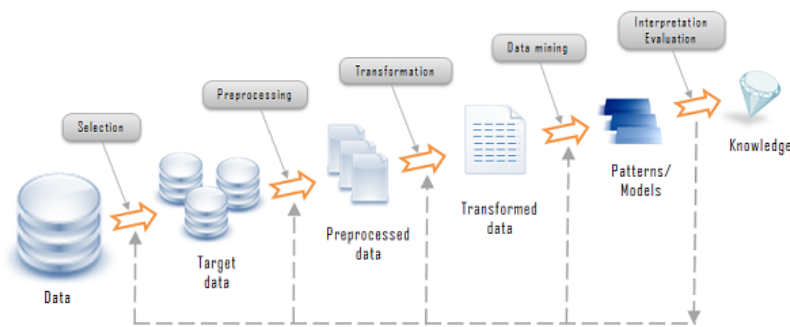 Interpretation
Evaluation
Data mining
Transformation
Preprocessing
Selection
Data
Target
data
Preprocessed
data
Transformed
data
Patterns/
Models
Knowledge